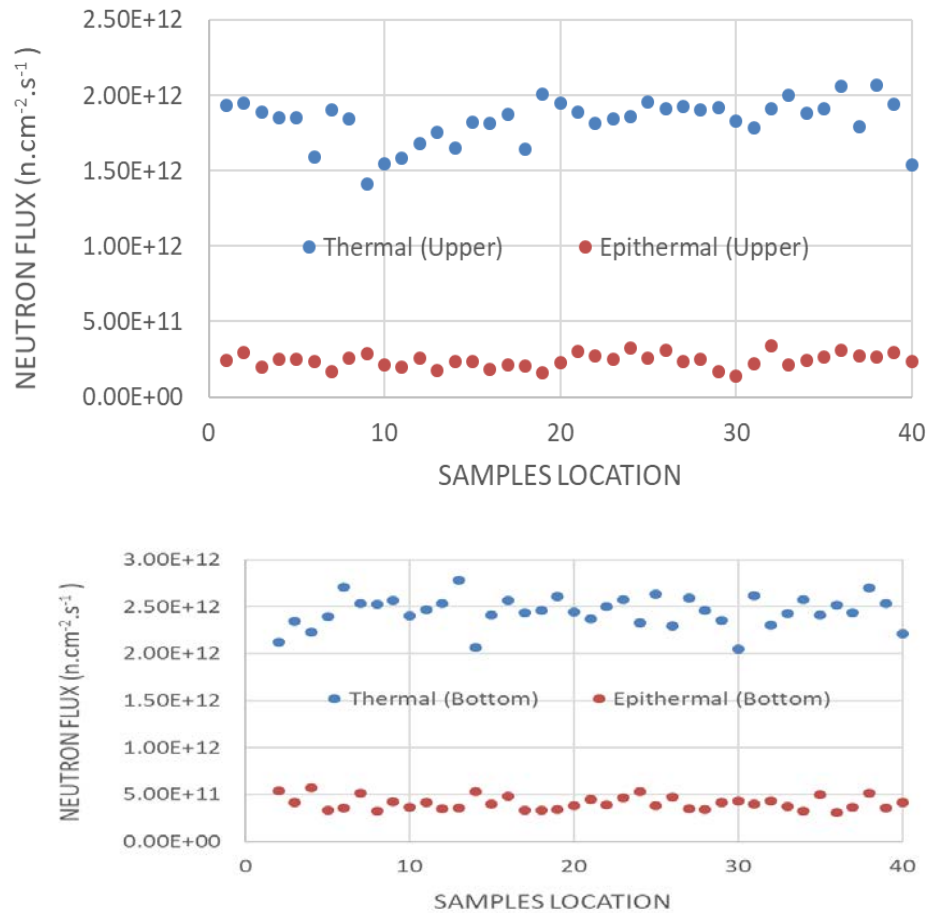 2.50E+12
2.00E+12
1.50E+12
1.00E+12
5.00E+11
0.00E+00
NEUTRON FLUX (n.cm⁻².s⁻¹ )
Thermal (Upper) Epithermal (Upper)
0 10 20 30 40
SAMPLES LOCATION
3.00E+12
2.50E+12
2.00E+12
1.50E+12
1.00E+12
5.00E+11
0.00E+00
NEUTRON FLUX (n.cm⁻².s⁻¹ )
Thermal (Bottom) Epithermal (Bottom)
0 10 20 30 40
SAMPLES LOCATION